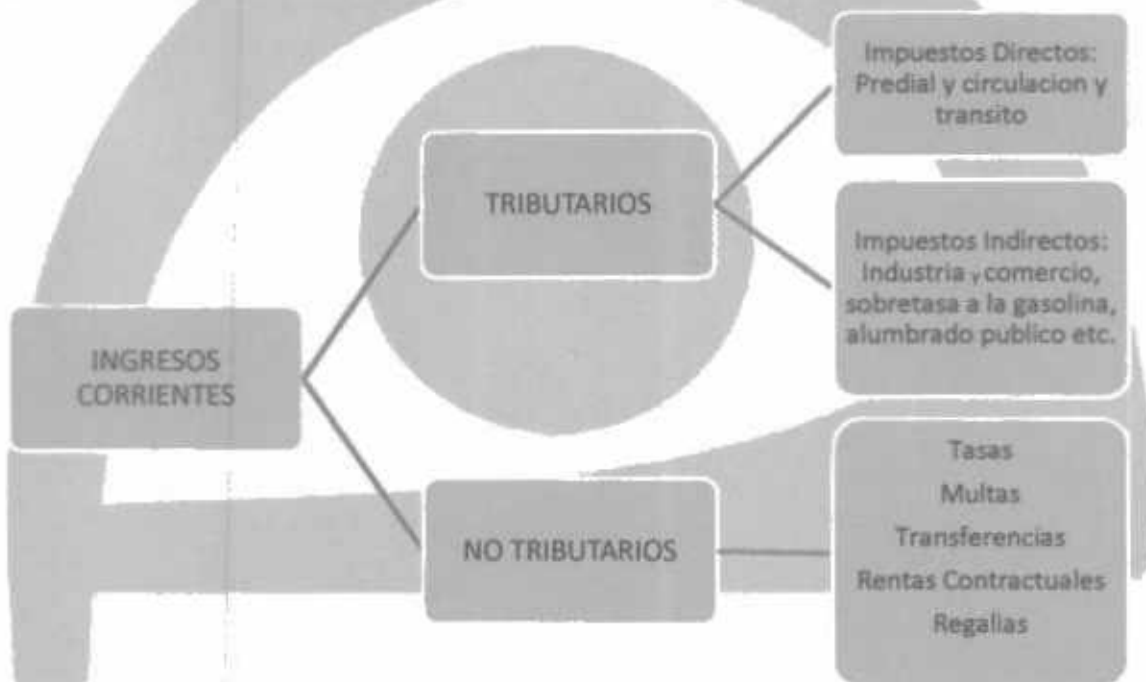 INGRESOS
CORRIENTES
TRIBUTARIOS
Impuestos Directos:
Predial y circulacion y
transito
Impuestos Indirectos:
Industria y comercio,
sobretasa a la gasolina,
alumbrado publico etc.
NO TRIBUTARIOS
Tasas
Multas
Transferencias
Rentas Contractuales
Regalias